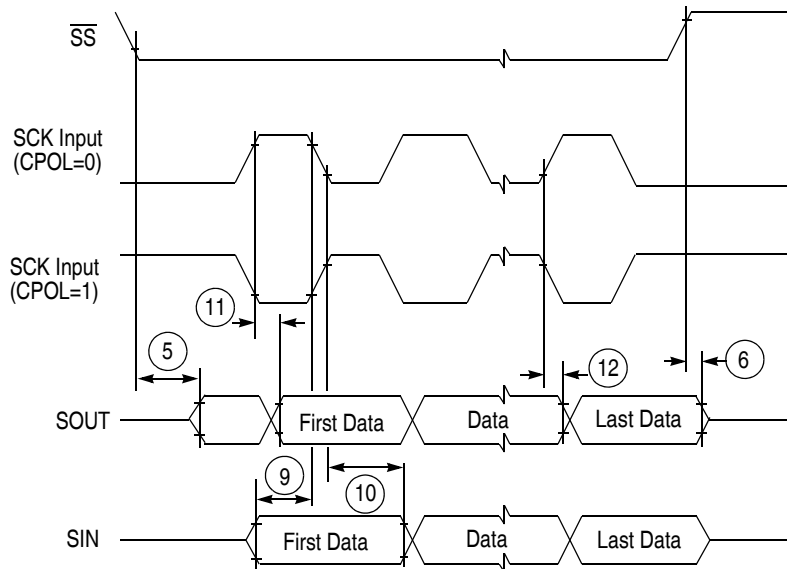 SS
SCK Input
(CPOL=0)
SCK Input
(CPOL=1)
11
5
12
6
SOUT
First Data
Data
Last Data
9
10
SIN
First Data
Data
Last Data